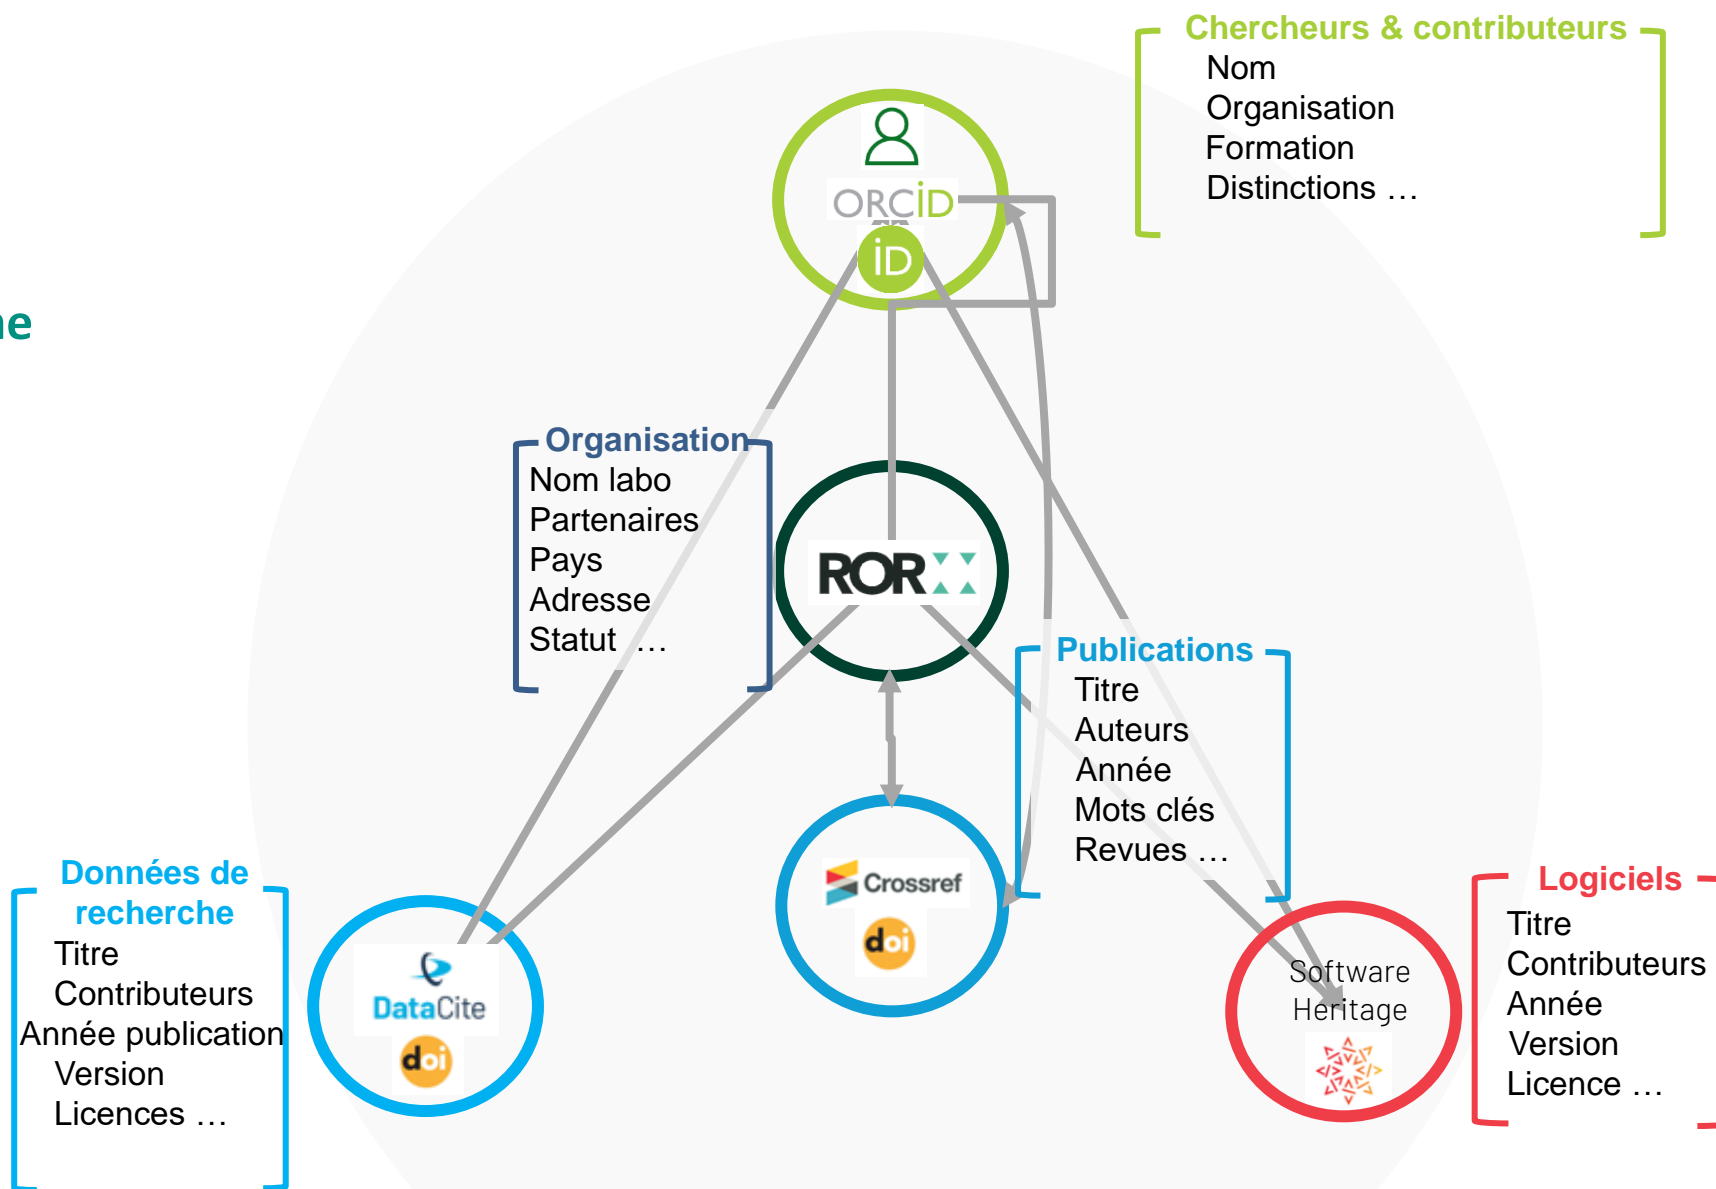 Chercheurs & contributeurs
Nom
Organisation
Formation
Distinctions …
ORCID
iD
Organisation
Nom labo
Partenaires
Pays
Adresse
Statut …
ROR
Publications
Titre
Auteurs
Année
Mots clés
Revues …
Crossref
doi
Données de
recherche
Titre
Contributeurs
Année publication
Version
Licences …
DataCite
doi
Software
Heritage
Logiciels
Titre
Contributeurs
Année
Version
Licence …